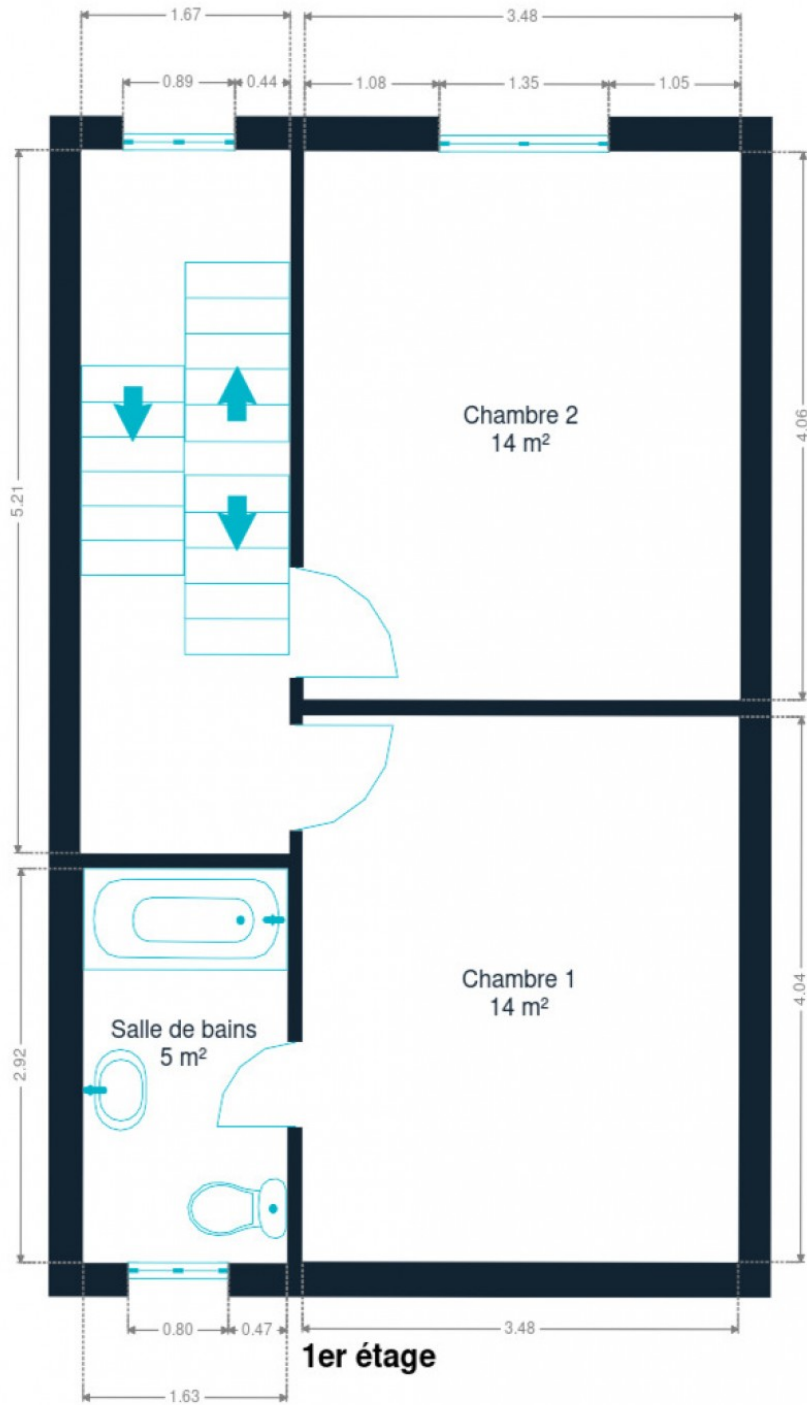 1.67
3.48
0.89
0.44
1.08
1.35
1.05
Chambre 2
14 m²
4.06
5.21
Chambre 1
14 m²
4.04
Salle de bains
5 m²
2.92
0.80
0.47
3.48
1er étage
1.63